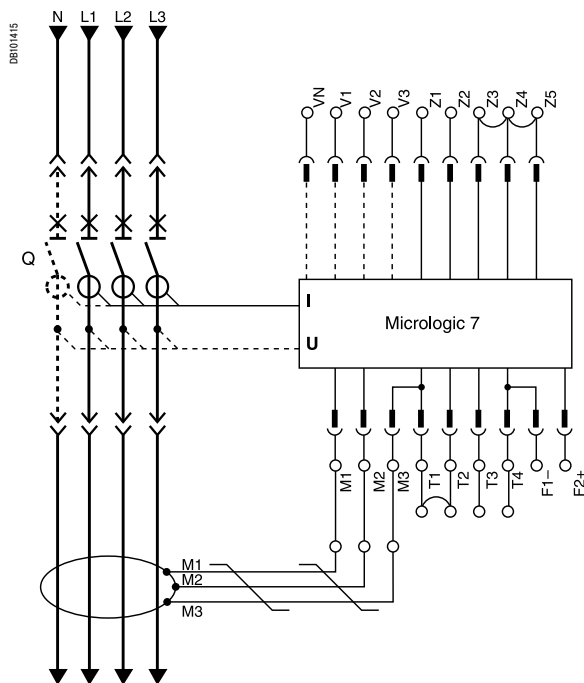 DB101415
N L1 L2 L3
VN V1 V2 V3 Z1 Z2 Z3 Z4 Z5
Q
I
Micrologic 7
U
M1 M2 M3 T1 T2 T3 T4 F1– F2+
M1
M2
M3